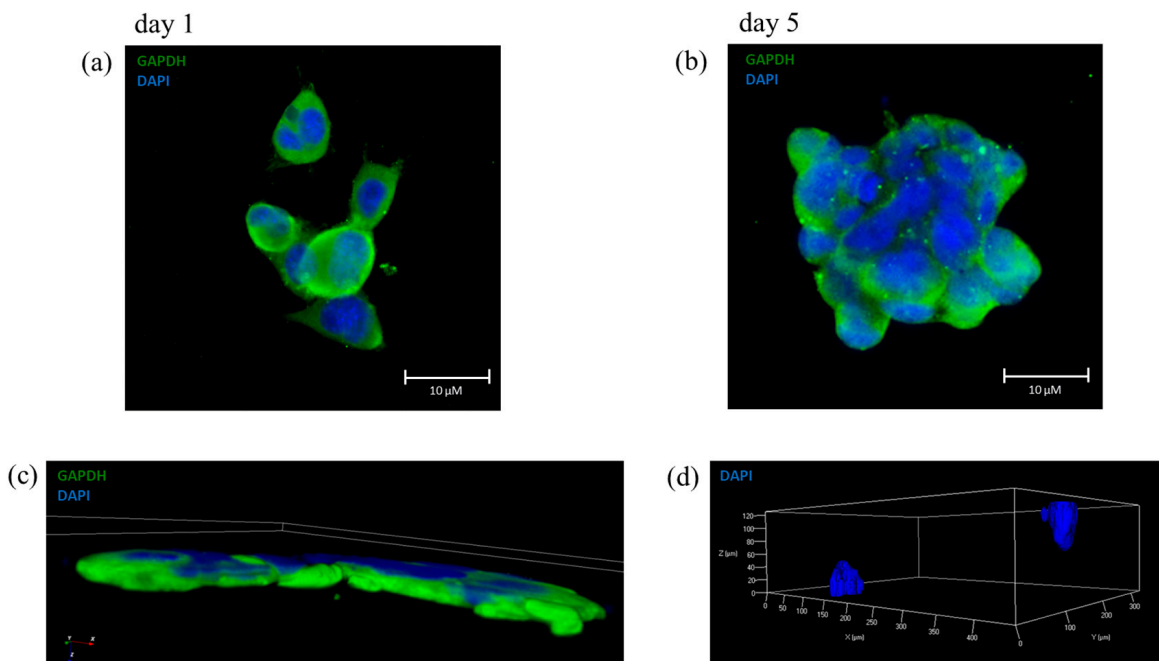 day 1
day 5
(a)
GAPDH
DAPI
10 µM
(b)
GAPDH
DAPI
10 µM
(c)
GAPDH
DAPI
Y
X
Z
(d)
DAPI
120
100
80
60
40
20
0
Z (µm)
0 50 100 150 200 250 300 350 400
X (µm)
0 100 200 300
Y (µm)